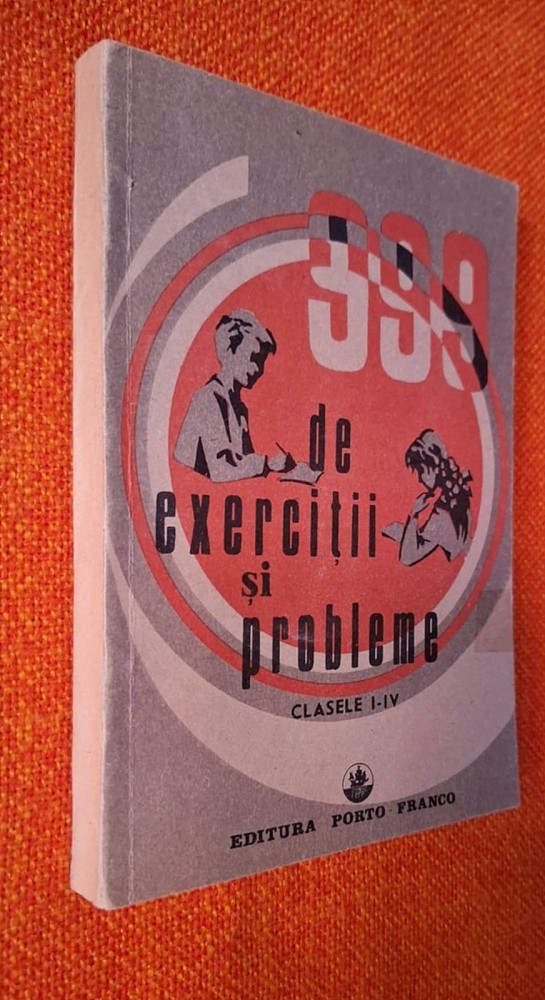 399
de
exerciții
și
probleme
CLASELE I-IV
EDITURA PORTO-FRANCO